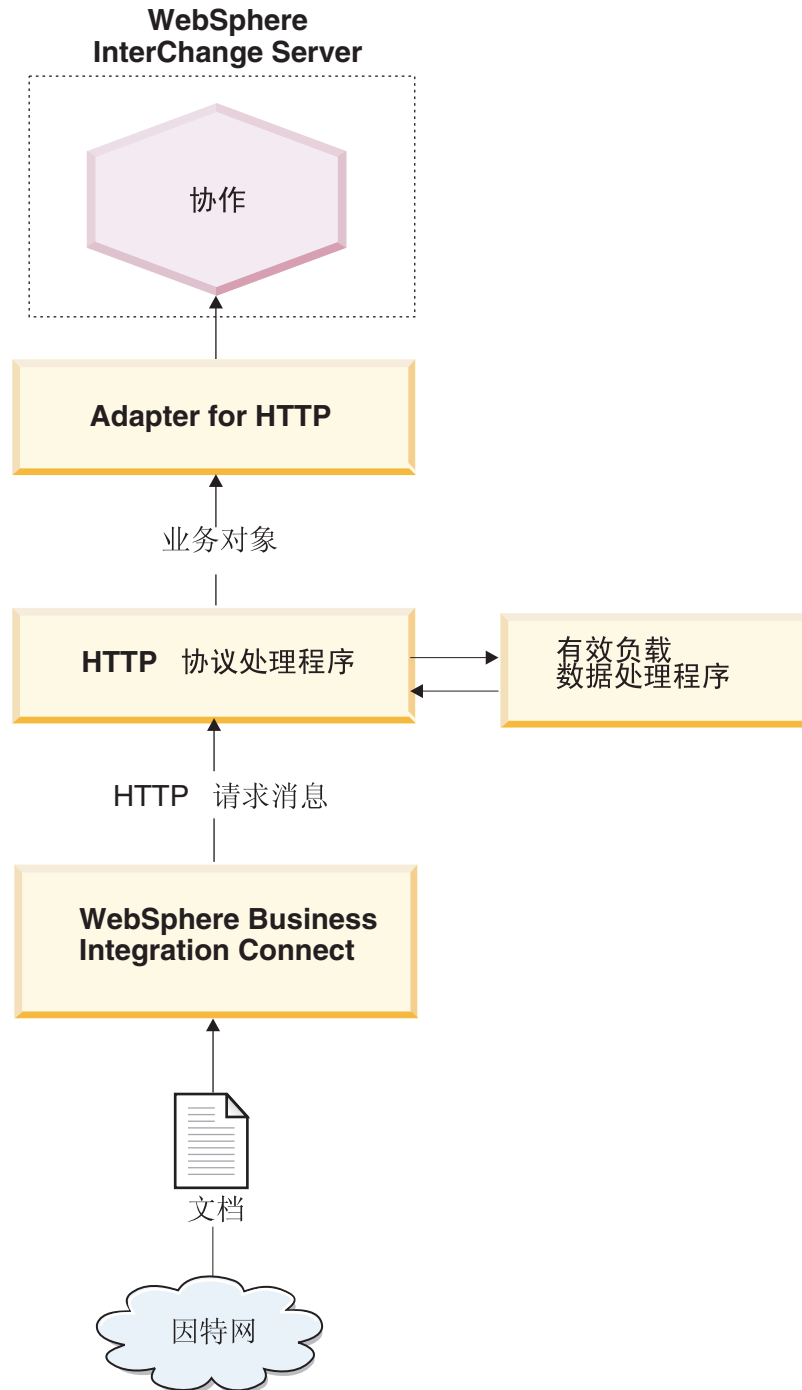 WebSphere
InterChange Server
协作
Adapter for HTTP
业务对象
HTTP 协议处理程序
有效负载
数据处理程序
HTTP 请求消息
WebSphere Business
Integration Connect
文档
因特网